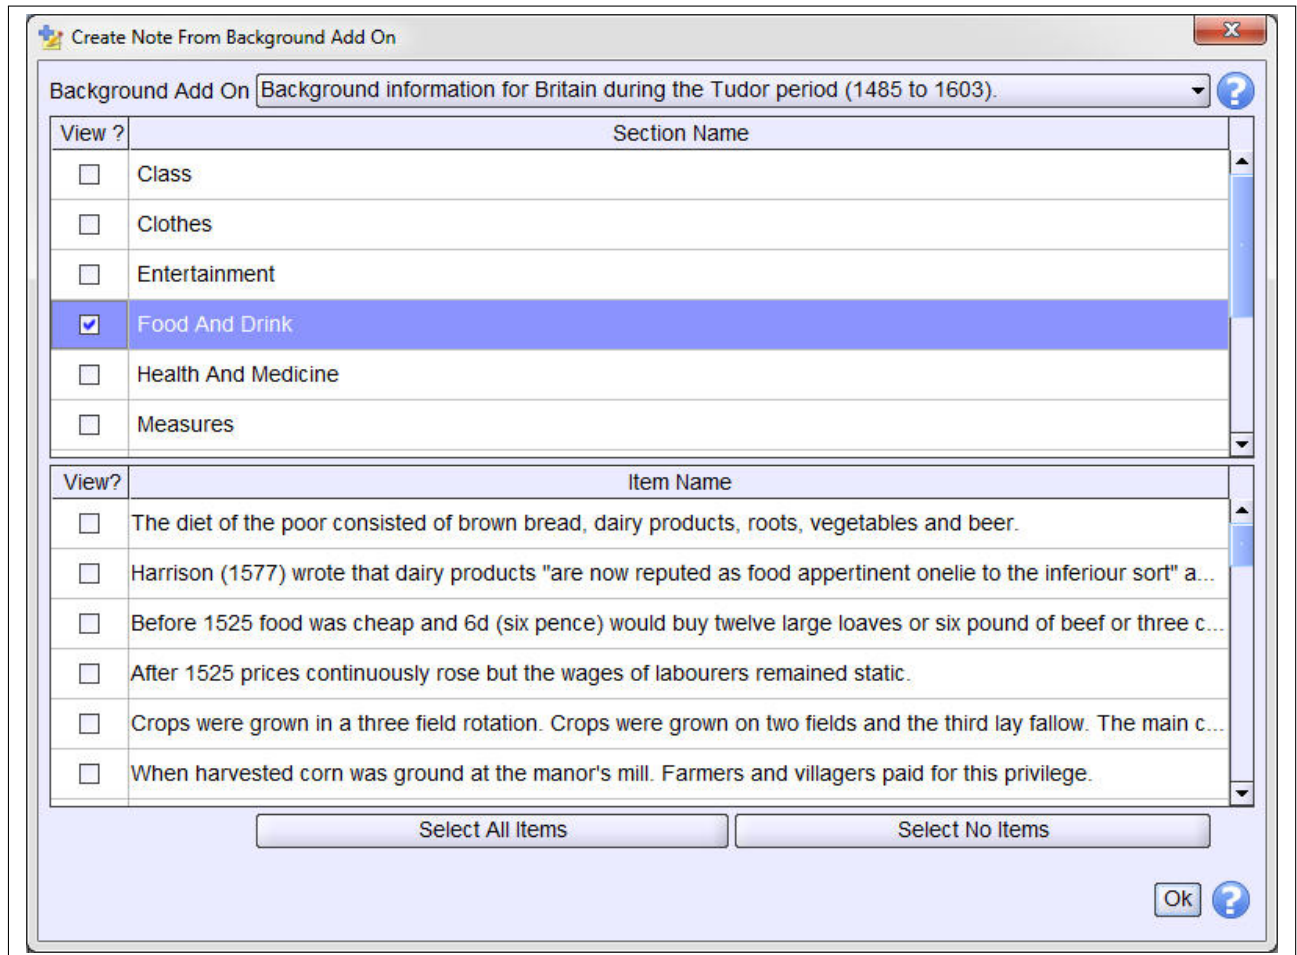 Create Note From Background Add On
Background Add On Background information for Britain during the Tudor period (1485 to 1603).
View ? Section Name
Class
Clothes
Entertainment
Food And Drink
Health And Medicine
Measures
View? Item Name
The diet of the poor consisted of brown bread, dairy products, roots, vegetables and beer.
Harrison (1577) wrote that dairy products "are now reputed as food appertinent onelie to the inferiour sort" a...
Before 1525 food was cheap and 6d (six pence) would buy twelve large loaves or six pound of beef or three c...
After 1525 prices continuously rose but the wages of labourers remained static.
Crops were grown in a three field rotation. Crops were grown on two fields and the third lay fallow. The main c...
When harvested corn was ground at the manor's mill. Farmers and villagers paid for this privilege.
Select All Items Select No Items
Ok